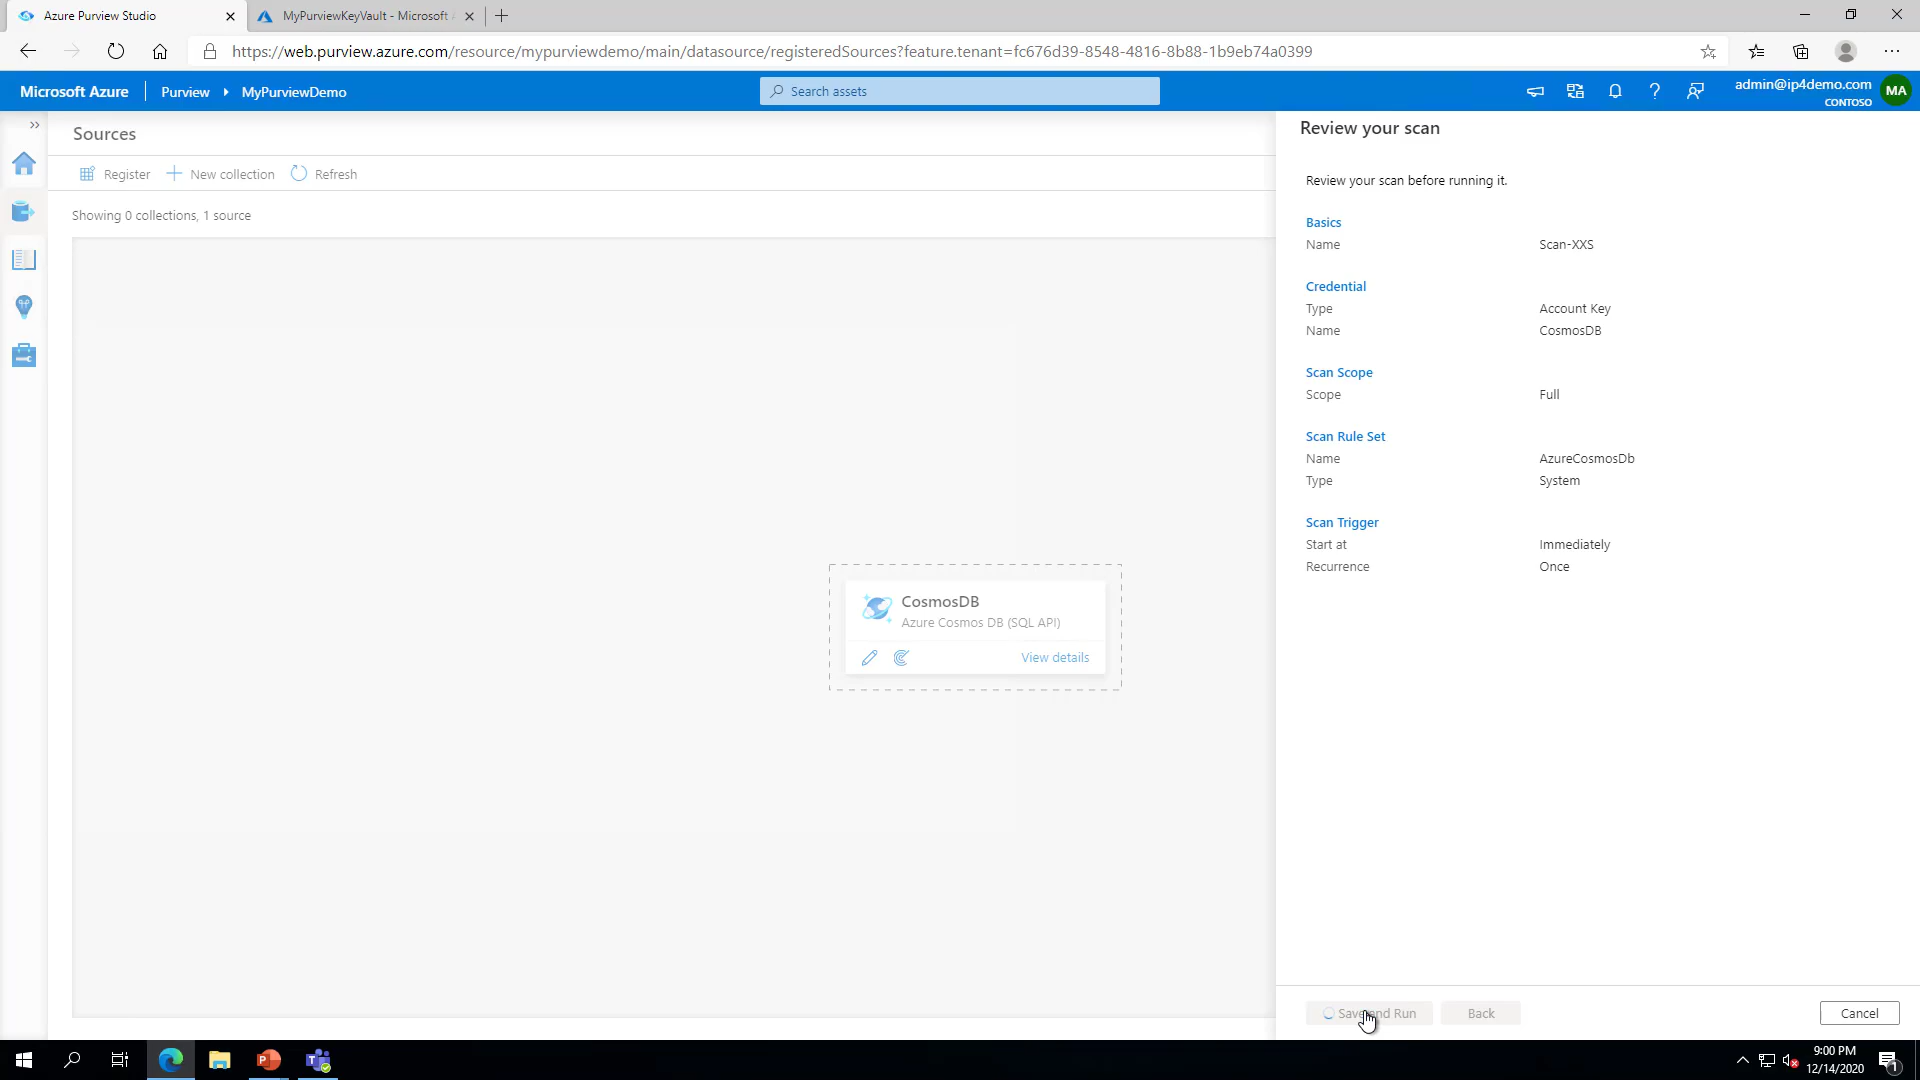 Azure Purview Studio
MyPurviewKeyVault - Microsoft A
https://web.purview.azure.com/resource/mypurviewdemo/main/datasource/registeredSources?feature.tenant=fc676d39-8548-4816-8b88-1b9eb74a0399
Microsoft Azure
Purview
MyPurviewDemo
Search assets
admin@ip4demo.com
CONTOSO
MA
Sources
Register
New collection
Refresh
Showing 0 collections, 1 source
CosmosDB
Azure Cosmos DB (SQL API)
View details
Review your scan
Review your scan before running it.
Basics
Name Scan-XXS
Credential
Type Account Key
Name CosmosDB
Scan Scope
Scope Full
Scan Rule Set
Name AzureCosmosDb
Type System
Scan Trigger
Start at Immediately
Recurrence Once
Save and Run
Back
Cancel
9:00 PM
12/14/2020
1